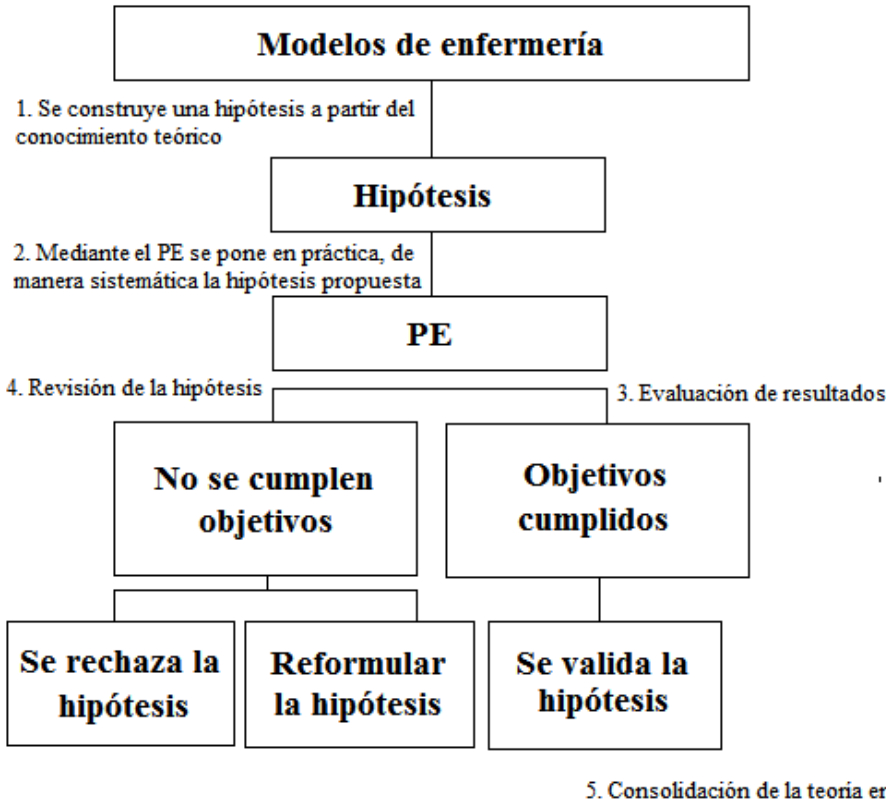 Modelos de enfermería
1. Se construye una hipótesis a partir del
conocimiento teórico
Hipótesis
2. Mediante el PE se pone en práctica, de
manera sistemática la hipótesis propuesta
PE
4. Revisión de la hipótesis
3. Evaluación de resultados
No se cumplen
objetivos
Objetivos
cumplidos
Se rechaza la
hipótesis
Reformular
la hipótesis
Se valida la
hipótesis
5. Consolidación de la teoría en